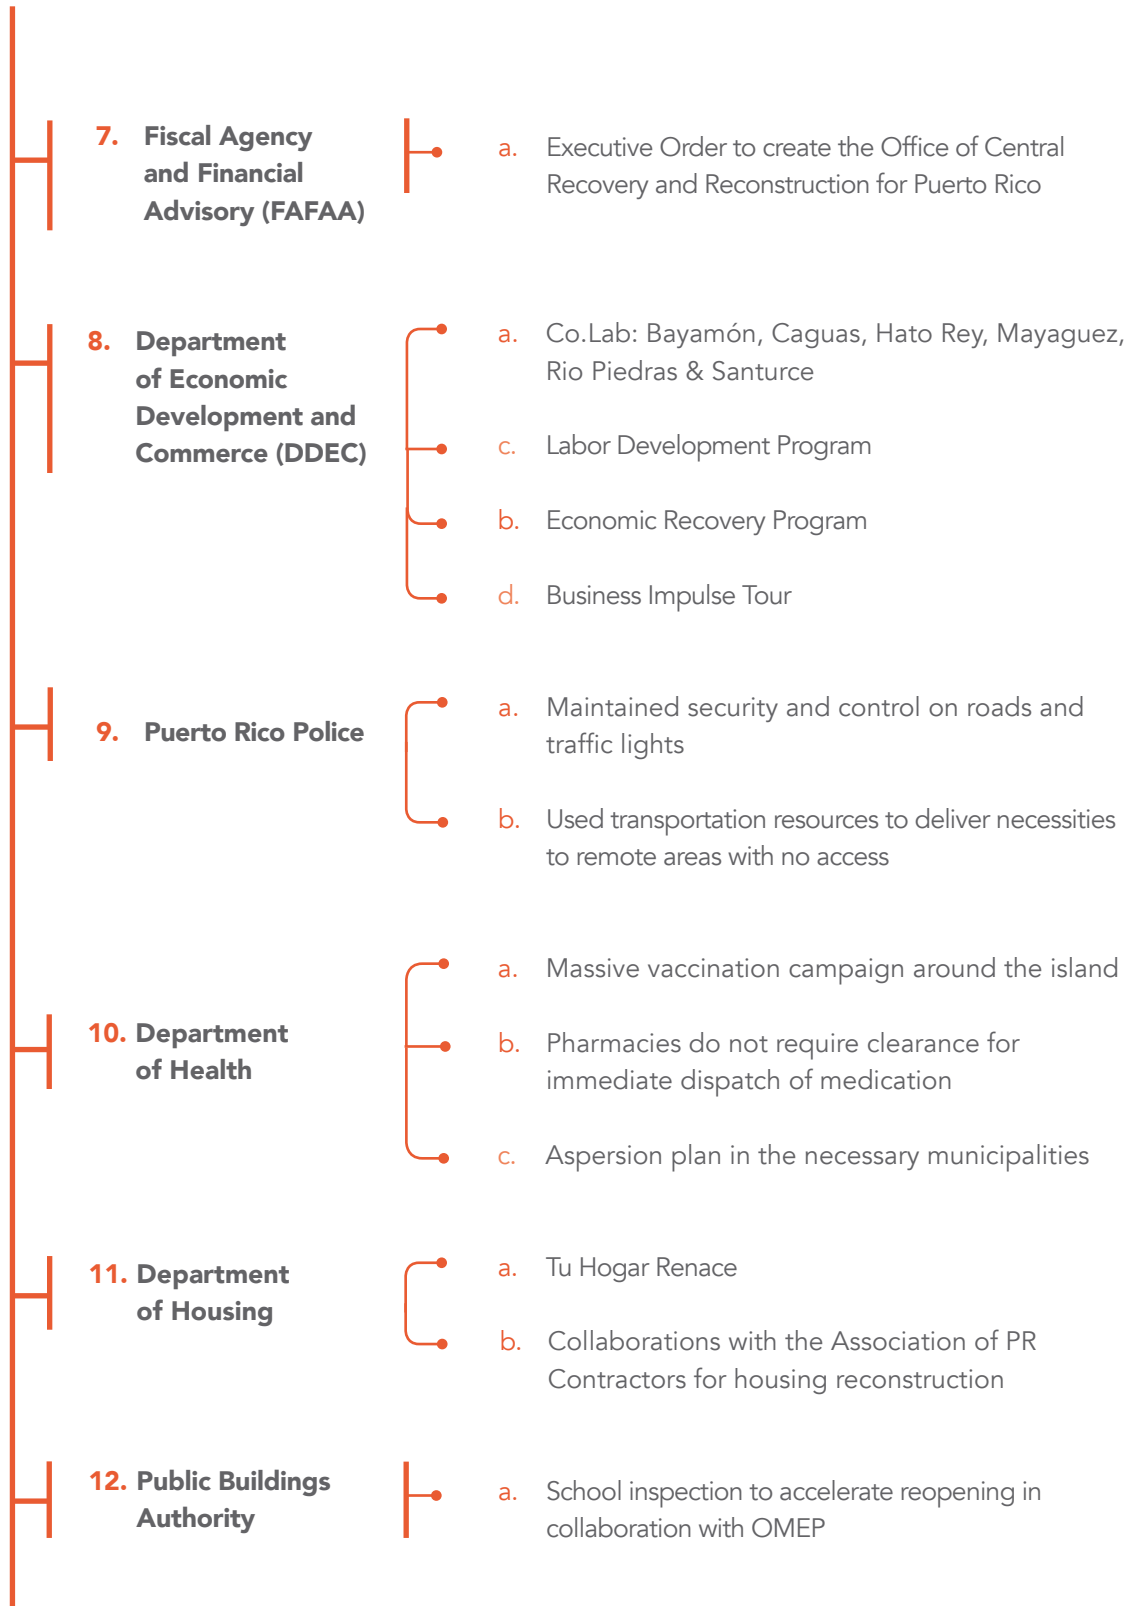 7. Fiscal Agency
and Financial
Advisory (FAFAA)
a. Executive Order to create the Office of Central
Recovery and Reconstruction for Puerto Rico
8. Department
of Economic
Development and
Commerce (DDEC)
a. Co.Lab: Bayamón, Caguas, Hato Rey, Mayaguez,
Rio Piedras & Santurce
c. Labor Development Program
b. Economic Recovery Program
d. Business Impulse Tour
9. Puerto Rico Police
a. Maintained security and control on roads and
traffic lights
b. Used transportation resources to deliver necessities
to remote areas with no access
10. Department
of Health
a. Massive vaccination campaign around the island
b. Pharmacies do not require clearance for
immediate dispatch of medication
c. Aspersion plan in the necessary municipalities
11. Department
of Housing
a. Tu Hogar Renace
b. Collaborations with the Association of PR
Contractors for housing reconstruction
12. Public Buildings
Authority
a. School inspection to accelerate reopening in
collaboration with OMEP